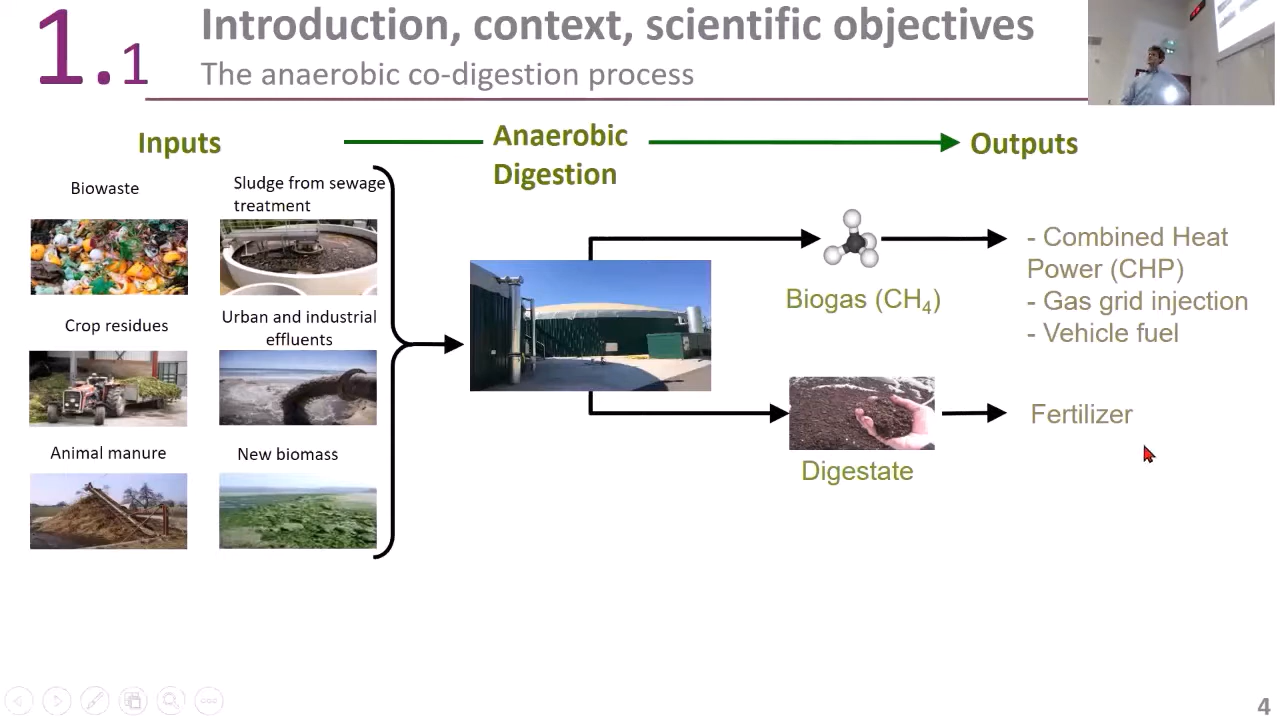 1.1
Introduction, context, scientific objectives
The anaerobic co-digestion process
Inputs
Anaerobic
Digestion
Outputs
Biowaste
Sludge from sewage
treatment
Crop residues
Urban and industrial
effluents
Animal manure
New biomass
Biogas (CH₄)
- Combined Heat
Power (CHP)
- Gas grid injection
- Vehicle fuel
Digestate
Fertilizer
4